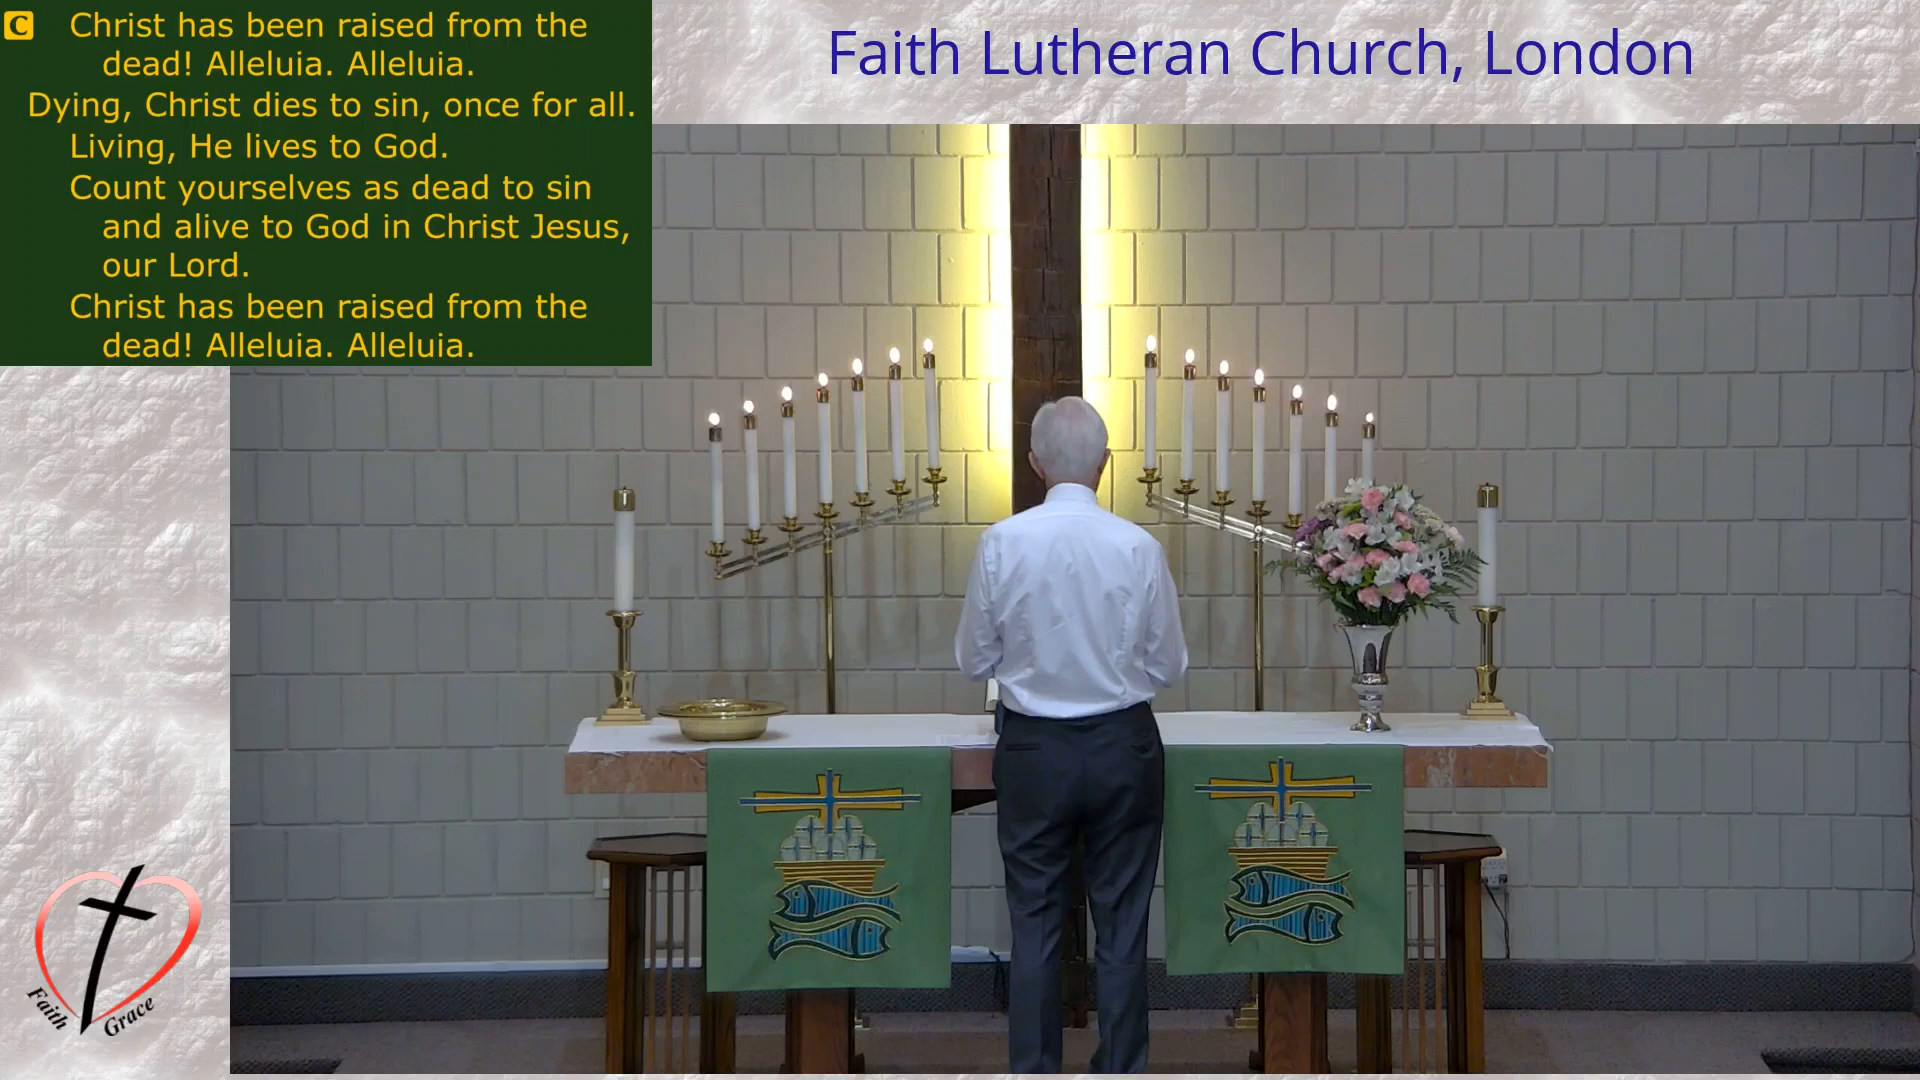 C Christ has been raised from the
dead! Alleluia. Alleluia.
Dying, Christ dies to sin, once for all.
Living, He lives to God.
Count yourselves as dead to sin
and alive to God in Christ Jesus,
our Lord.
Christ has been raised from the
dead! Alleluia. Alleluia.
Faith Lutheran Church, London
Faith Grace